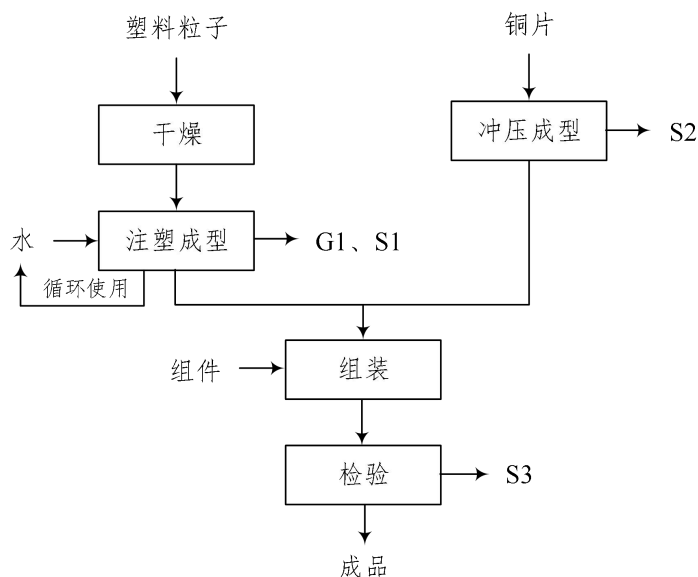 塑料粒子
铜片
干燥
冲压成型
S2
水
注塑成型
G1、S1
循环使用
组件
组装
检验
S3
成品